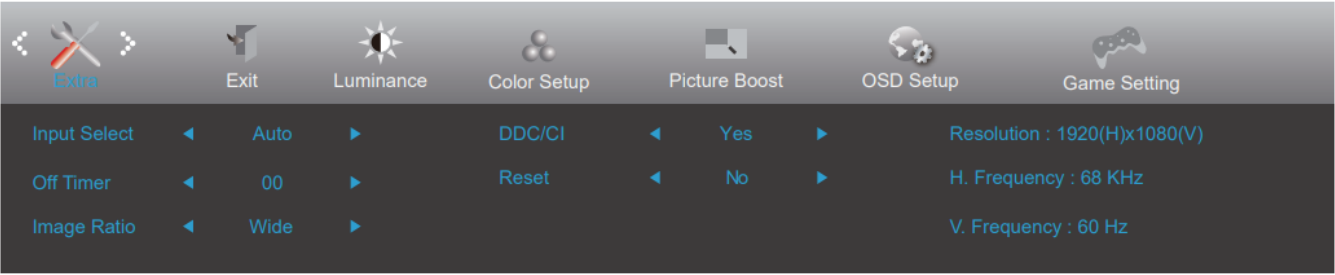 Extra Exit Luminance Color Setup Picture Boost OSD Setup Game Setting
Input Select Auto DDC/CI Yes Resolution : 1920(H)x1080(V)
Off Timer 00 Reset No H. Frequency : 68 KHz
Image Ratio Wide V. Frequency : 60 Hz